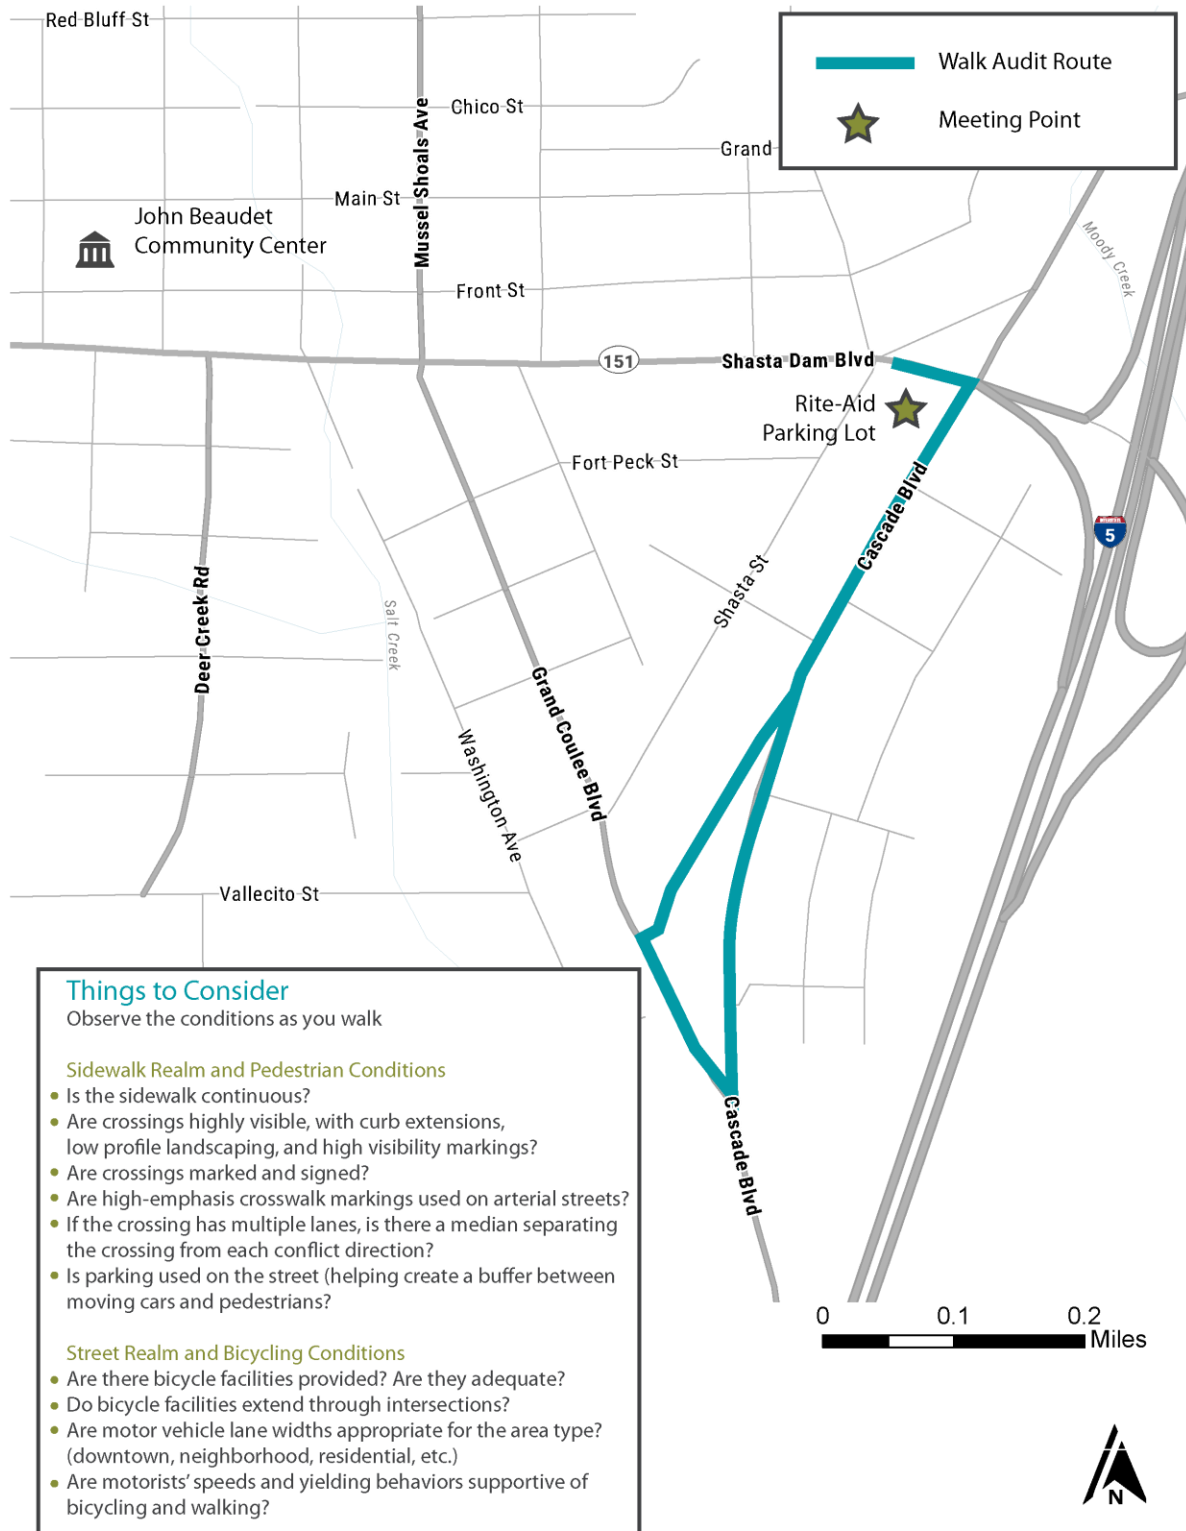 Red Bluff St
Walk Audit Route
Meeting Point
Chico St
Mussel Shoals Ave
Grand
Main St
John Beaudet
Community Center
Moody Creek
Front St
151
Shasta Dam Blvd
Rite-Aid
Parking Lot
Fort Peck St
Cascade Blvd
INTERSTATE
5
Shasta St
Deer Creek Rd
Salt Creek
Grand Coulee Blvd
Washington Ave
Vallecito St
Cascade Blvd
Things to Consider
Observe the conditions as you walk
Sidewalk Realm and Pedestrian Conditions
• Is the sidewalk continuous?
• Are crossings highly visible, with curb extensions,
low profile landscaping, and high visibility markings?
• Are crossings marked and signed?
• Are high-emphasis crosswalk markings used on arterial streets?
• If the crossing has multiple lanes, is there a median separating
the crossing from each conflict direction?
• Is parking used on the street (helping create a buffer between
moving cars and pedestrians?
Street Realm and Bicycling Conditions
• Are there bicycle facilities provided? Are they adequate?
• Do bicycle facilities extend through intersections?
• Are motor vehicle lane widths appropriate for the area type?
(downtown, neighborhood, residential, etc.)
• Are motorists' speeds and yielding behaviors supportive of
bicycling and walking?
0 0.1 0.2
Miles
N